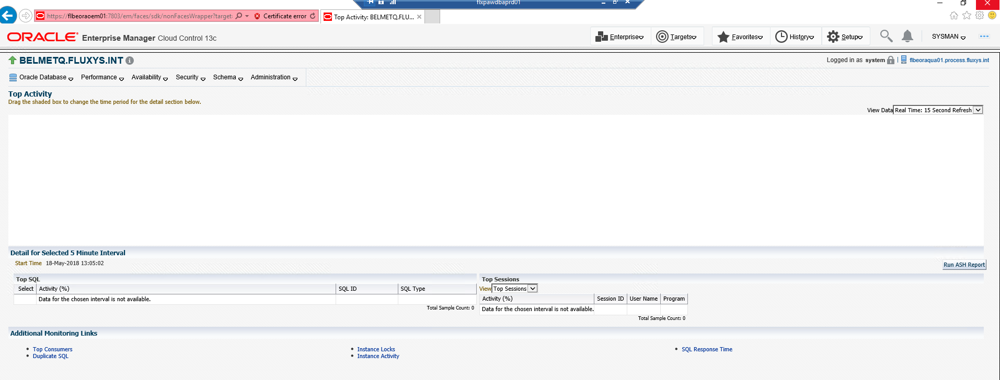 flxpawdbaprd01
https://flbeoraoem01:7803/em/faces/sdk/nonFacesWrapper?target= Certificate error Top Activity: BELMETQ.FLU...
ORACLE Enterprise Manager Cloud Control 13c Enterprise Targets Favorites History Setup SYSMAN
BELMETQ.FLUXYS.INT Logged in as system | flbeoraqua01.process.fluxys.int
Oracle Database Performance Availability Security Schema Administration
Top Activity
Drag the shaded box to change the time period for the detail section below.
View Data Real Time: 15 Second Refresh
Detail for Selected 5 Minute Interval
Start Time 18-May-2018 13:05:02 Run ASH Report
Top SQL
Select Activity (%) SQL ID SQL Type
Data for the chosen interval is not available.
Total Sample Count: 0
Top Sessions
View Top Sessions
Activity (%) Session ID User Name Program
Data for the chosen interval is not available.
Total Sample Count: 0
Additional Monitoring Links
Top Consumers Instance Locks SQL Response Time
Duplicate SQL Instance Activity